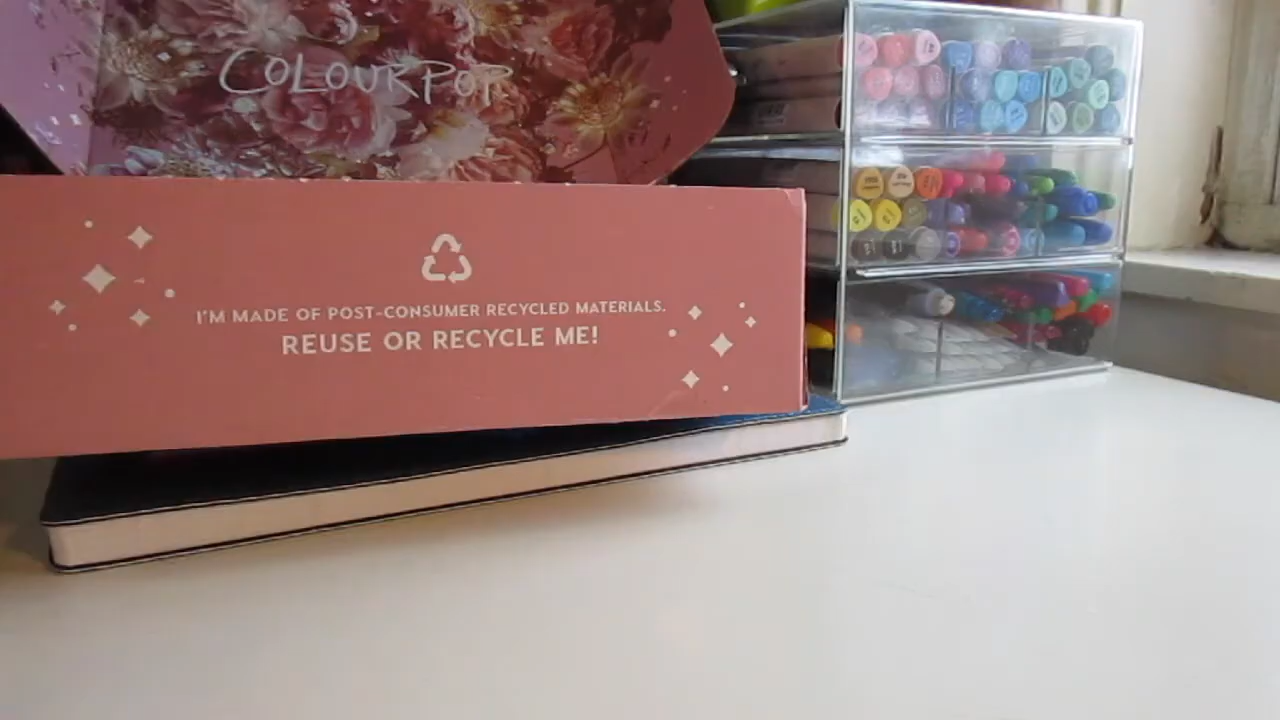 COLOURPOP
I'M MADE OF POST-CONSUMER RECYCLED MATERIALS.
REUSE OR RECYCLE ME!